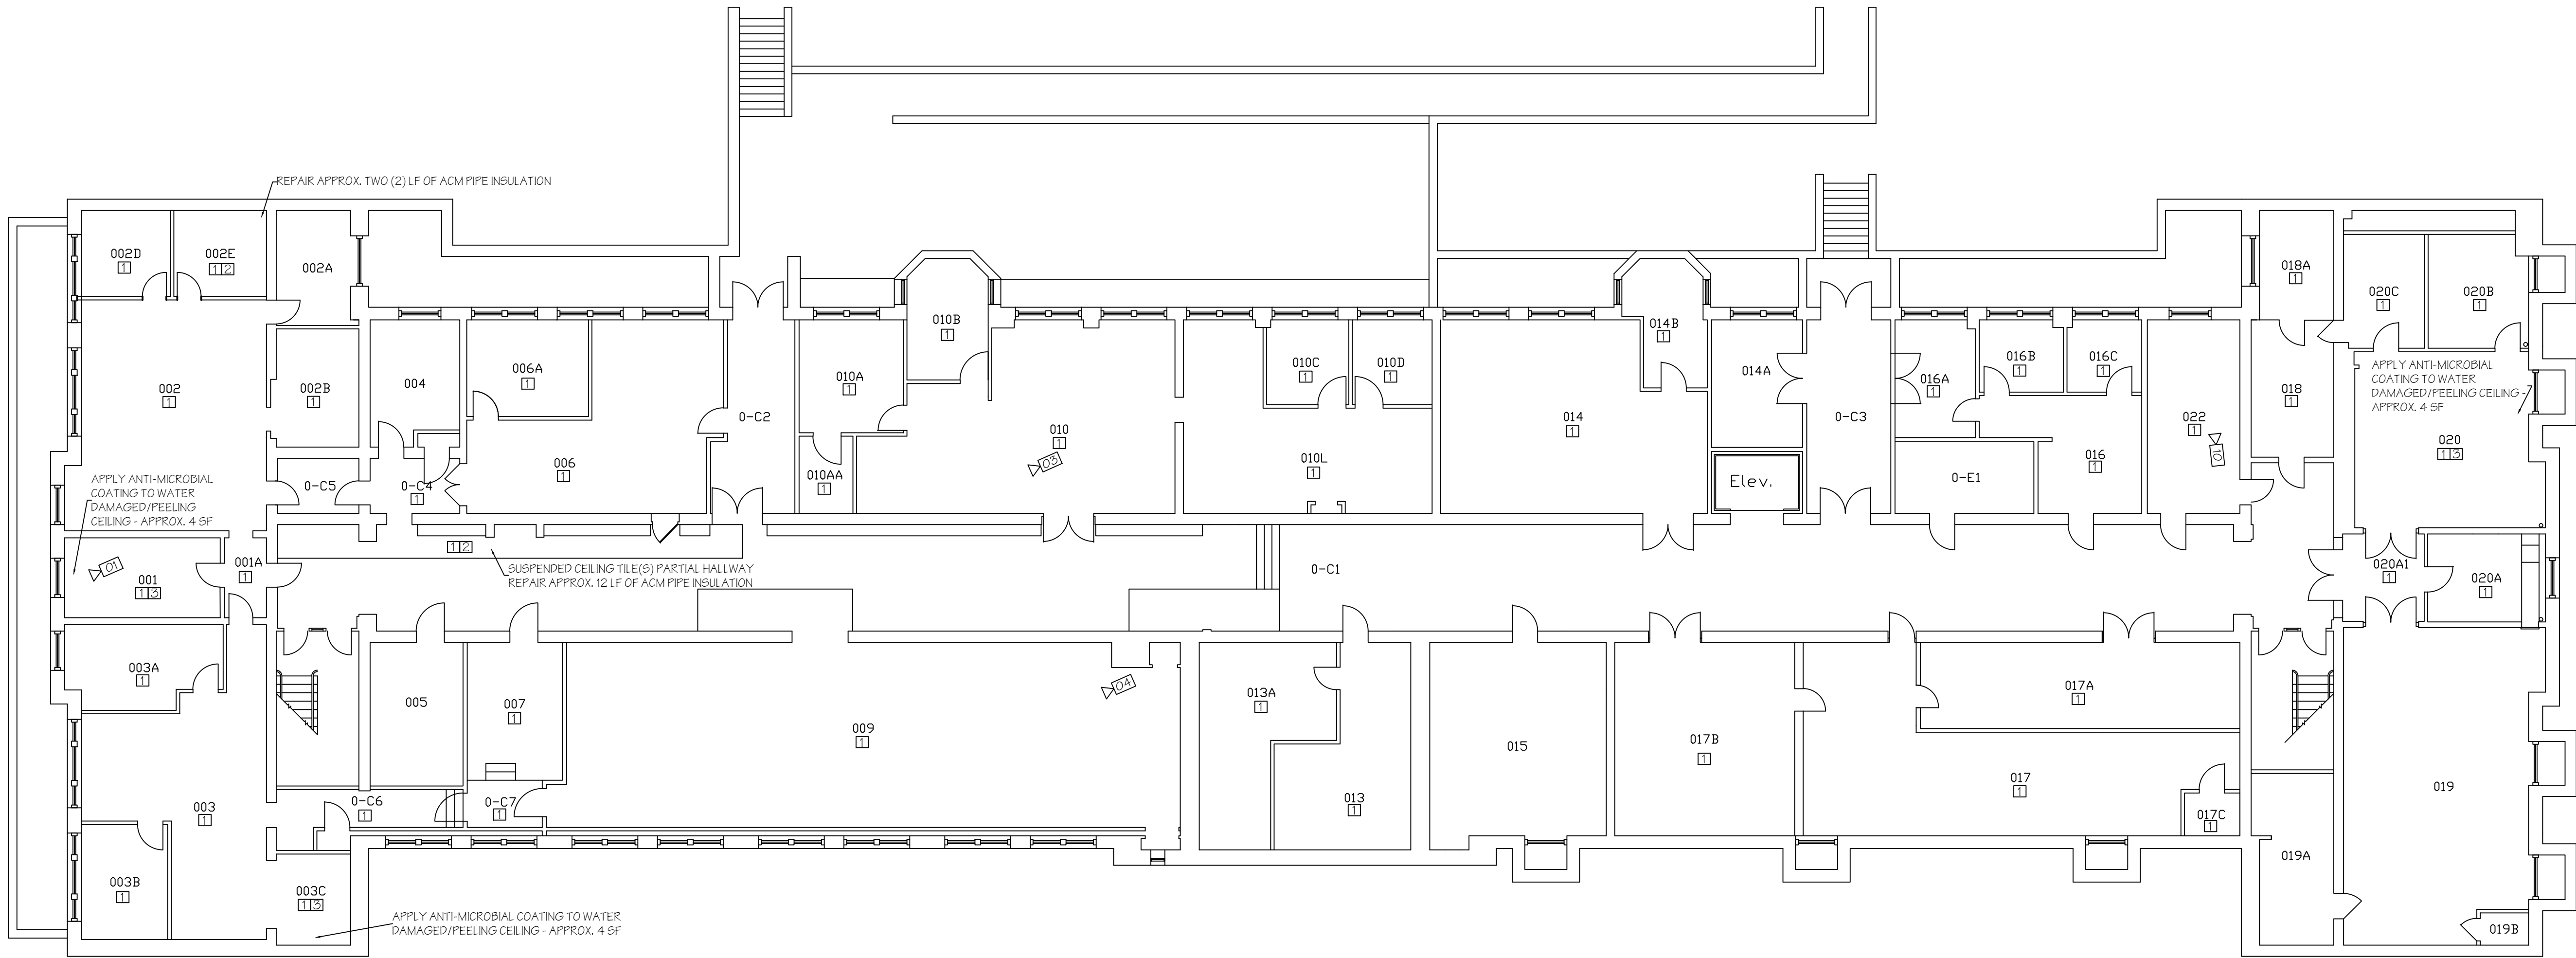 REPAIR APPROX. TWO (2) LF OF ACM PIPE INSULATION
002D
1
002E
1 2
002A
002
1
002B
1
004
006A
1
006
1
0-C2
010A
1
010AA
1
010B
1
010
1
03
010C
1
010D
1
010L
1
014
1
014B
1
014A
Elev.
0-C3
016A
1
016B
1
016C
1
016
1
0-E1
022
1
10
018A
1
018
1
020C
1
020B
1
APPLY ANTI-MICROBIAL
COATING TO WATER
DAMAGED/PEELING CEILING -
APPROX. 4 SF
020
1 3
APPLY ANTI-MICROBIAL
COATING TO WATER
DAMAGED/PEELING
CEILING - APPROX. 4 SF
0-C5
0-C4
1
1 2
SUSPENDED CEILING TILE(S) PARTIAL HALLWAY
REPAIR APPROX. 12 LF OF ACM PIPE INSULATION
01
001
1 3
001A
1
0-C1
020A1
1
020A
1
003A
1
005
007
1
009
1
04
013A
1
013
1
015
017B
1
017A
1
017
1
017C
1
019
019A
019B
003
1
0-C6
1
0-C7
1
003B
1
003C
1 3
APPLY ANTI-MICROBIAL COATING TO WATER
DAMAGED/PEELING CEILING - APPROX. 4 SF